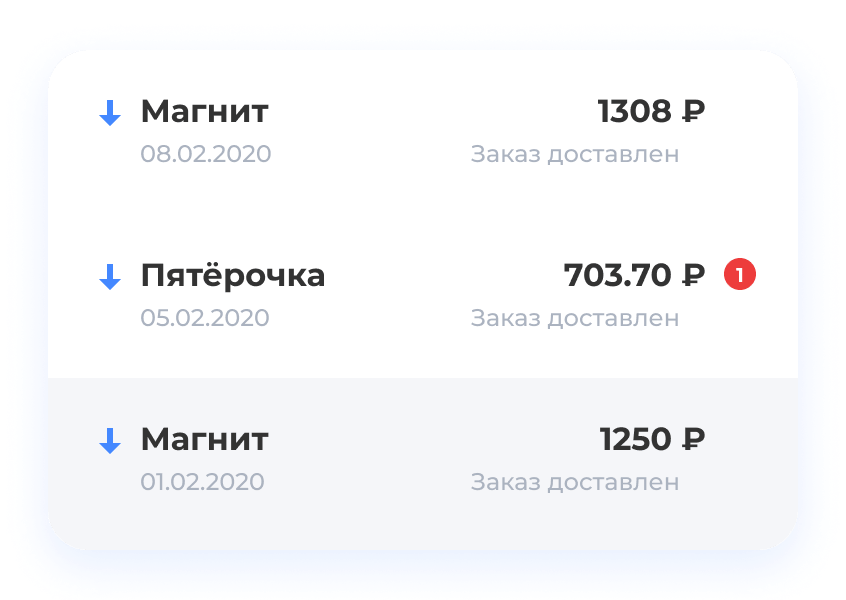 Магнит 1308 ₽
08.02.2020 Заказ доставлен
Пятёрочка 703.70 ₽ 1
05.02.2020 Заказ доставлен
Магнит 1250 ₽
01.02.2020 Заказ доставлен